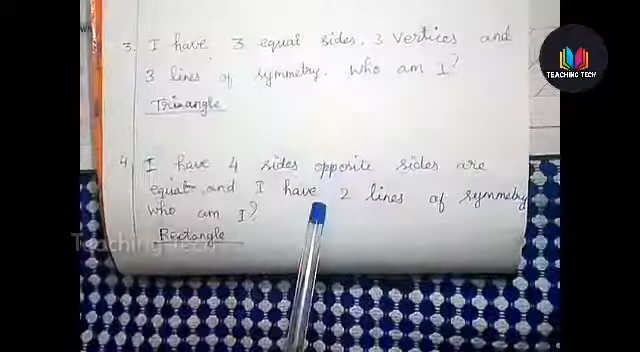 3. I have 3 equal sides, 3 vertices and
3 lines of symmetry. Who am I?
Triangle
4. I have 4 sides opposite sides are
equal and I have 2 lines of symmetry
who am I?
Rectangle
Teaching Tech
TEACHING TECH